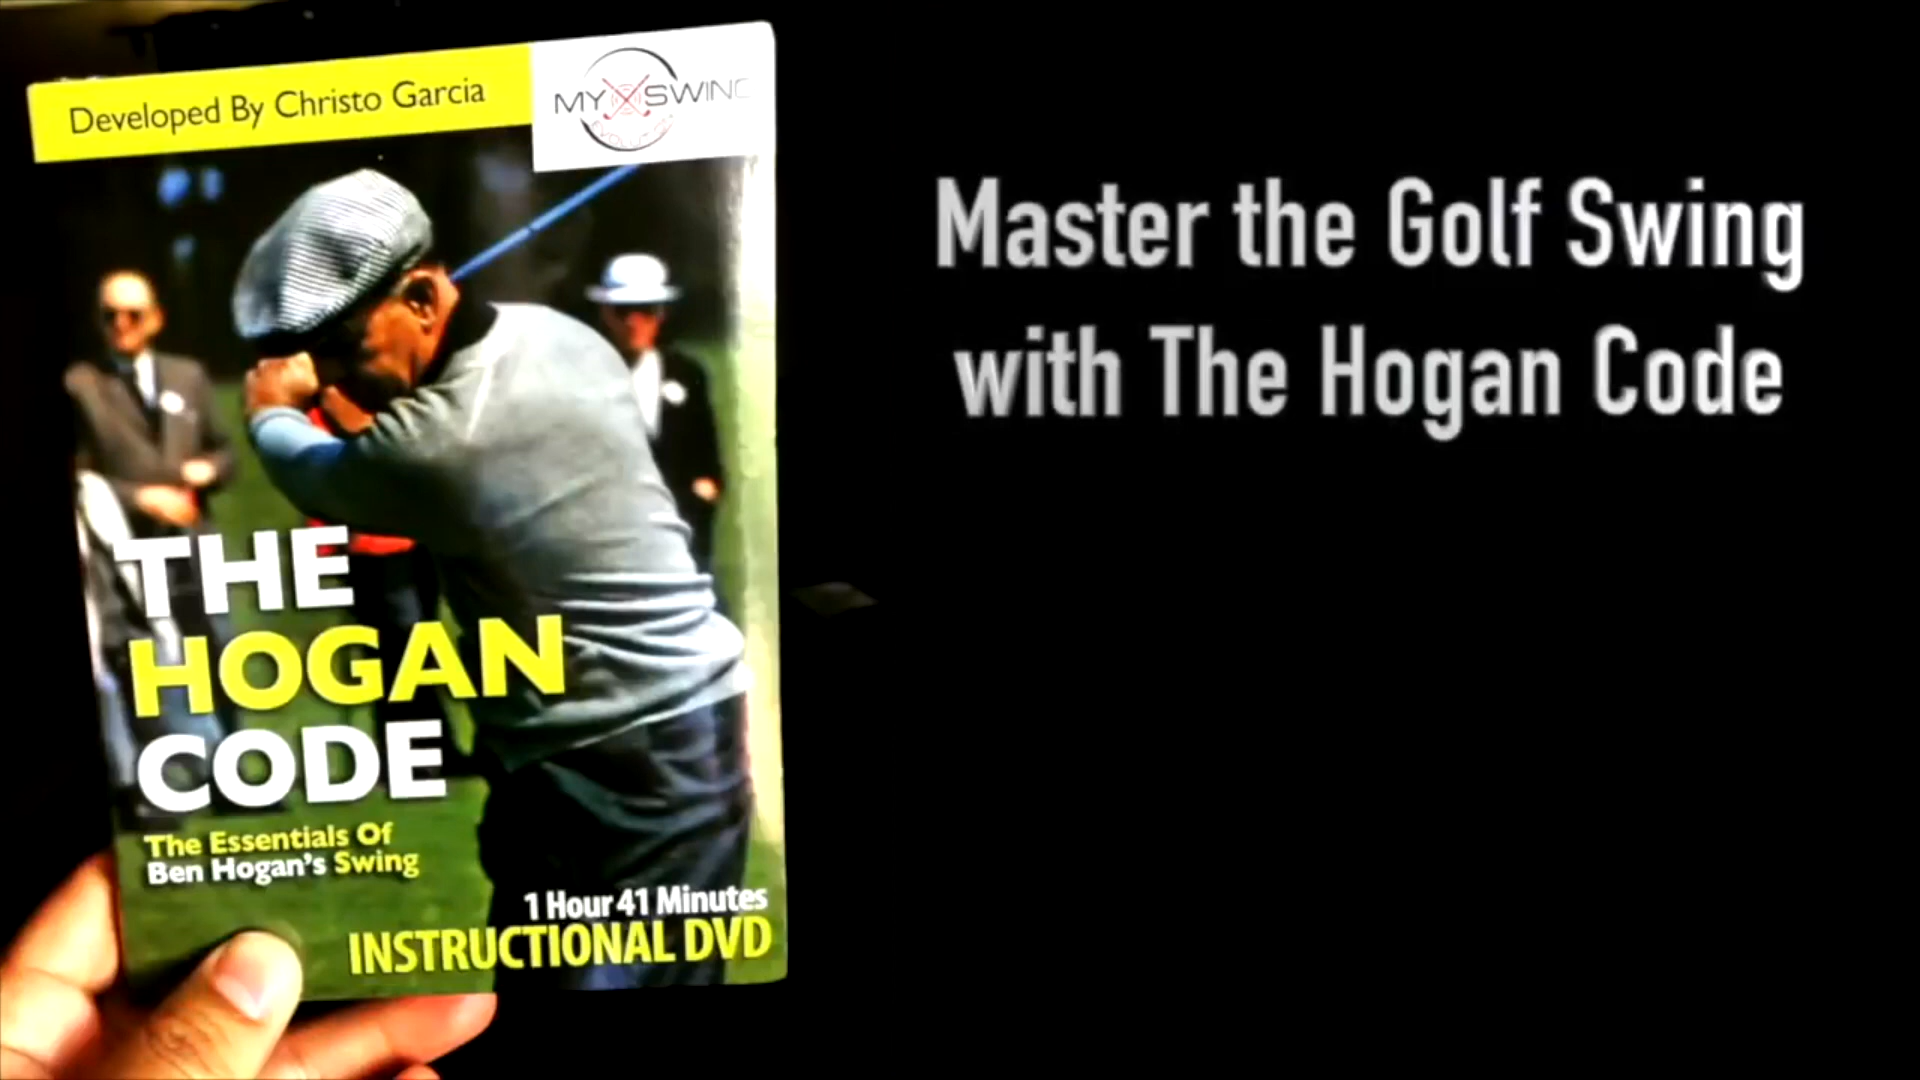 Developed By Christo Garcia
MY SWING
EVOLUTION
THE
HOGAN
CODE
The Essentials Of
Ben Hogan's Swing
1 Hour 41 Minutes
INSTRUCTIONAL DVD
Master the Golf Swing
with The Hogan Code